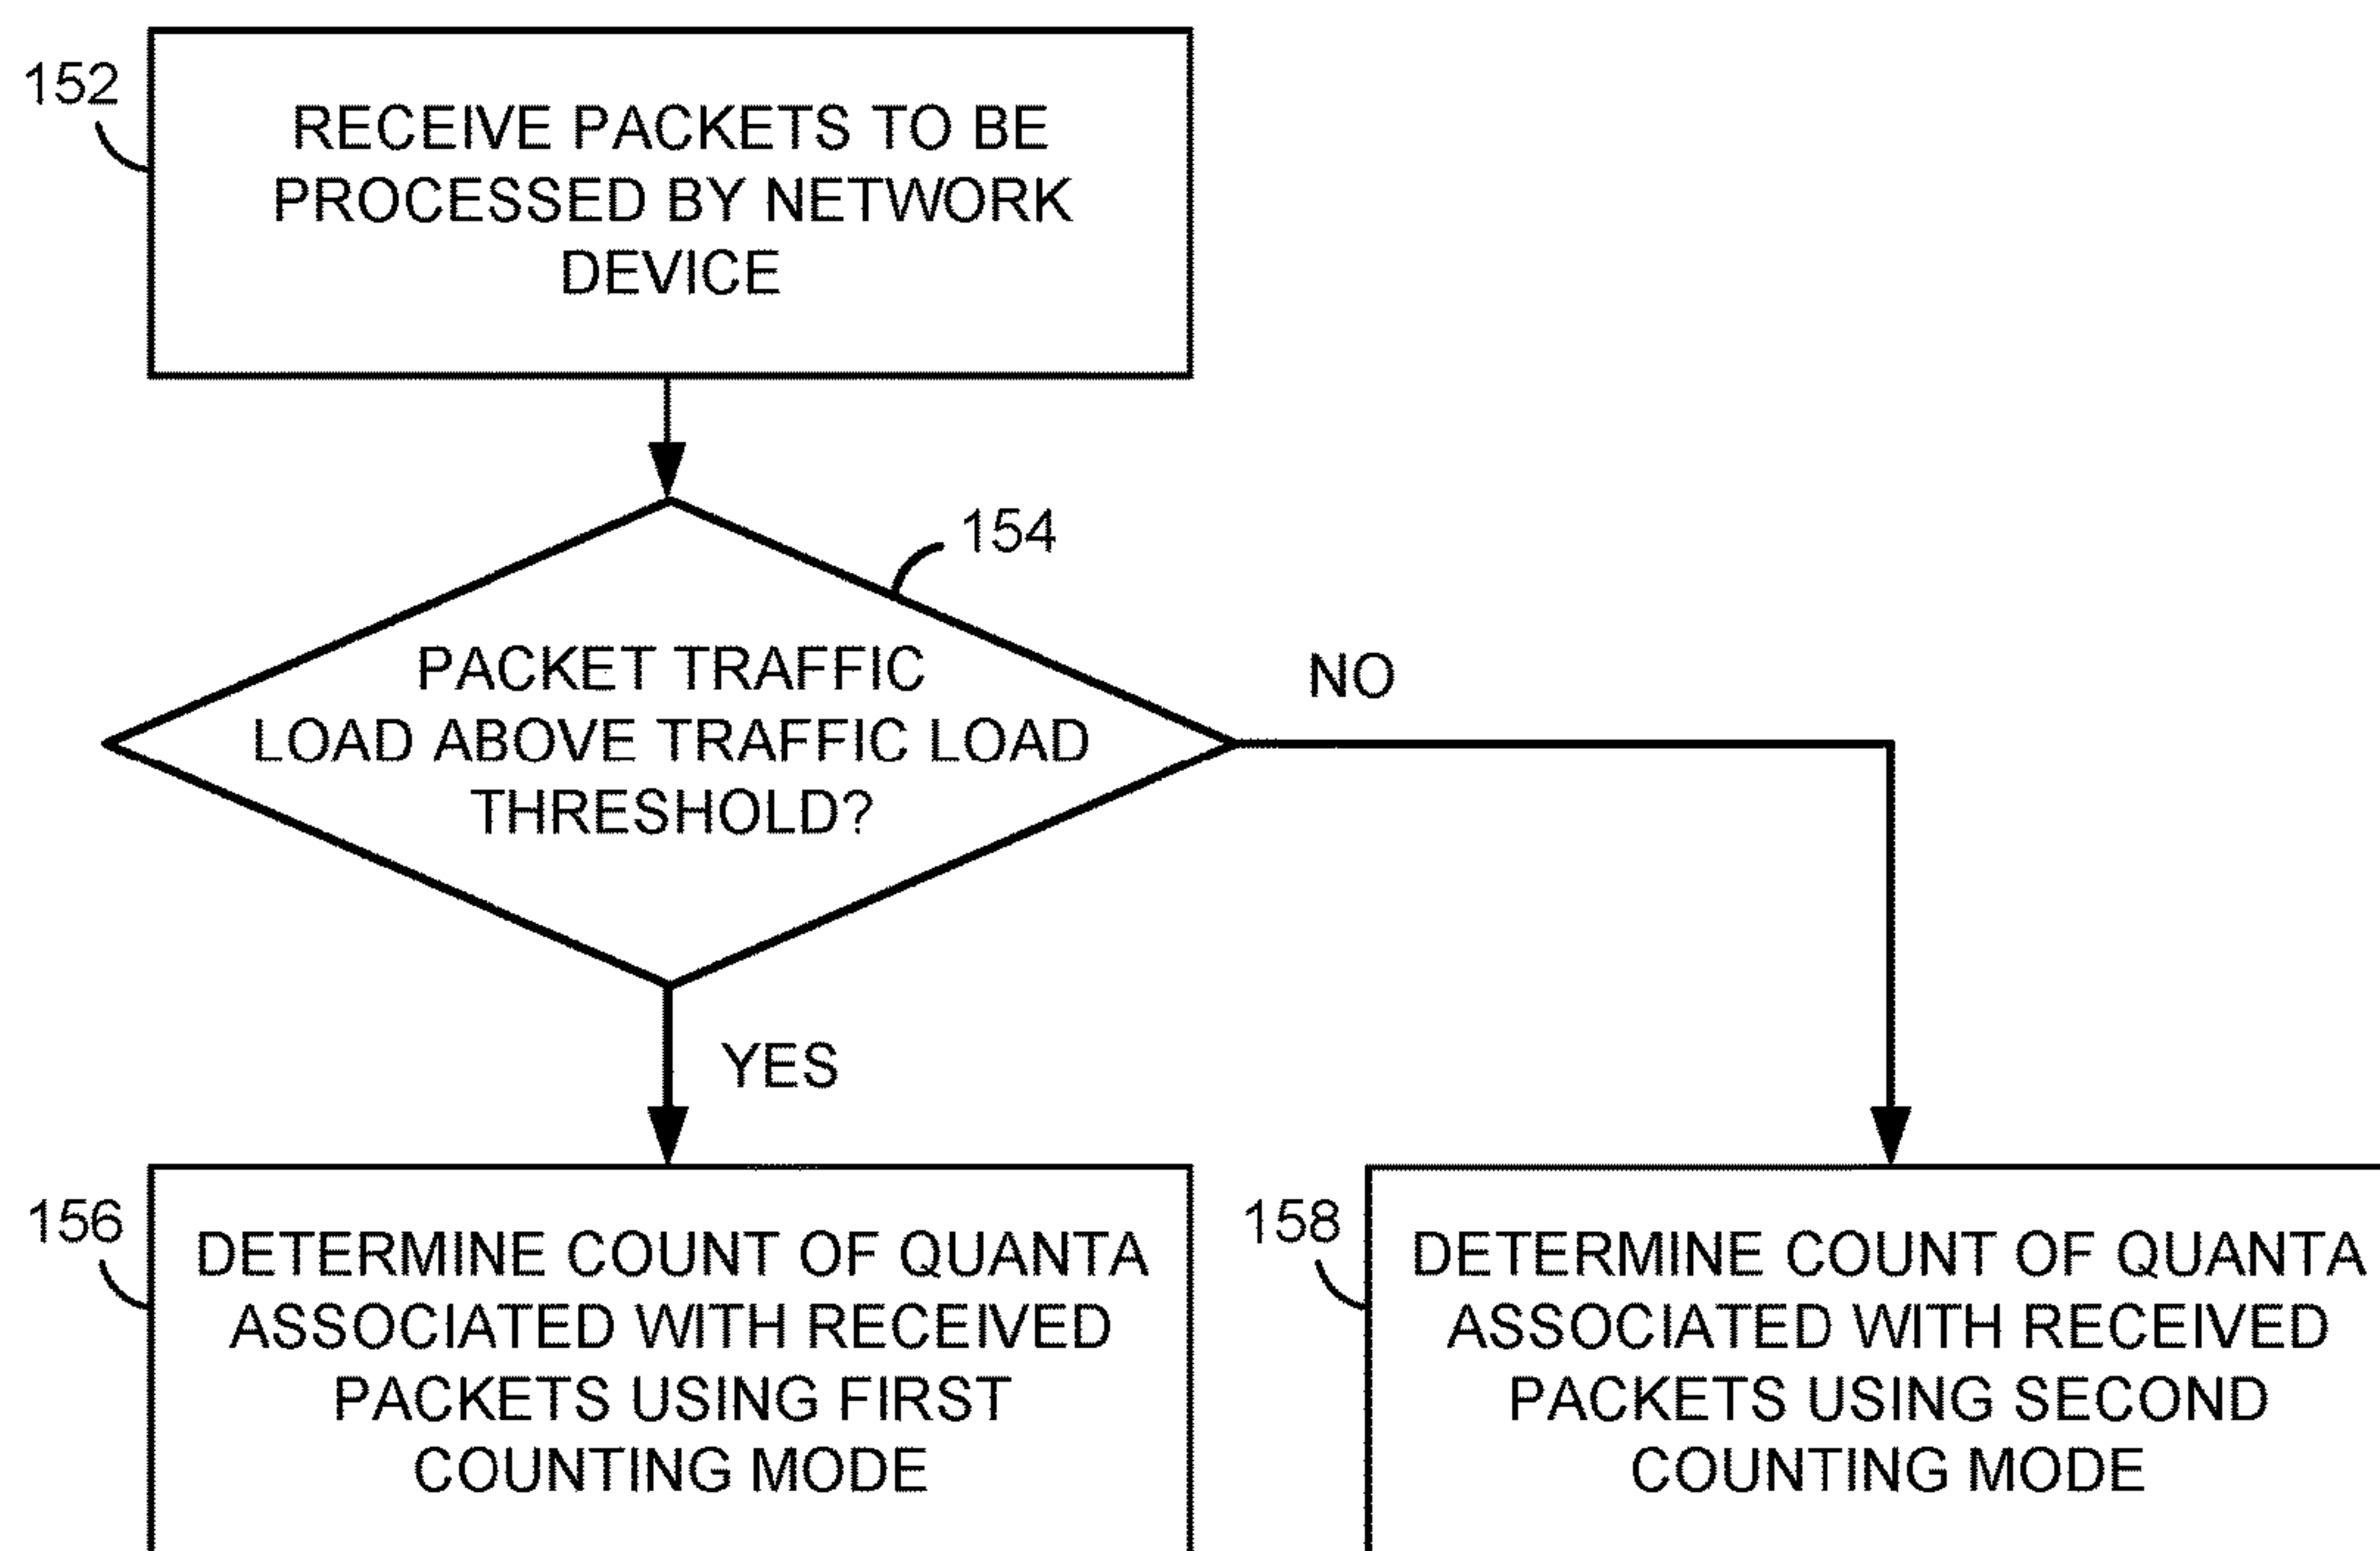 152
RECEIVE PACKETS TO BE
PROCESSED BY NETWORK
DEVICE
154
PACKET TRAFFIC
LOAD ABOVE TRAFFIC LOAD
THRESHOLD?
NO
YES
156
DETERMINE COUNT OF QUANTA
ASSOCIATED WITH RECEIVED
PACKETS USING FIRST
COUNTING MODE
158
DETERMINE COUNT OF QUANTA
ASSOCIATED WITH RECEIVED
PACKETS USING SECOND
COUNTING MODE